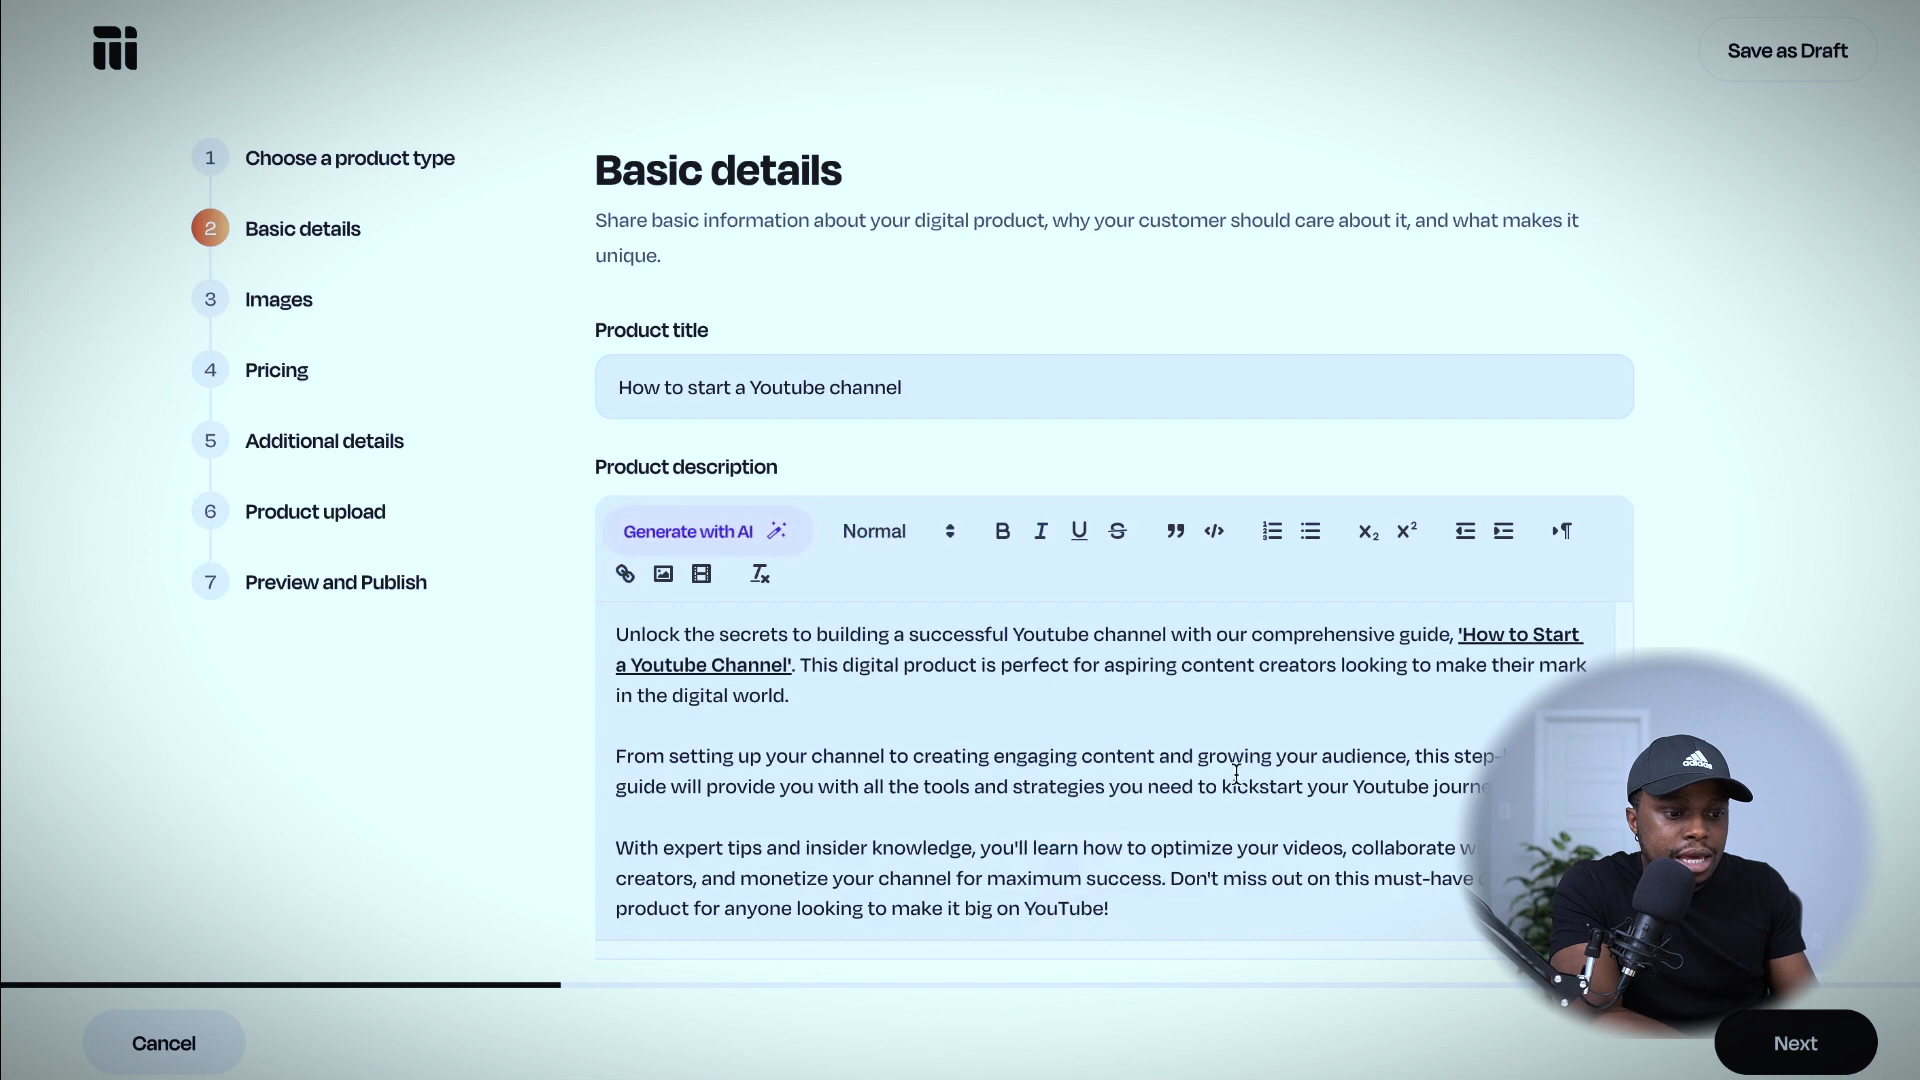 Save as Draft
1 Choose a product type
2 Basic details
3 Images
4 Pricing
5 Additional details
6 Product upload
7 Preview and Publish
Basic details
Share basic information about your digital product, why your customer should care about it, and what makes it
unique.
Product title
How to start a Youtube channel
Product description
Generate with AI
Normal
Unlock the secrets to building a successful Youtube channel with our comprehensive guide, 'How to Start
a Youtube Channel'. This digital product is perfect for aspiring content creators looking to make their mark
in the digital world.
From setting up your channel to creating engaging content and growing your audience, this step-
guide will provide you with all the tools and strategies you need to kickstart your Youtube
With expert tips and insider knowledge, you'll learn how to optimize your videos, collaborate
creators, and monetize your channel for maximum success. Don't miss out on this must-have
product for anyone looking to make it big on YouTube!
adidas
Cancel
Next